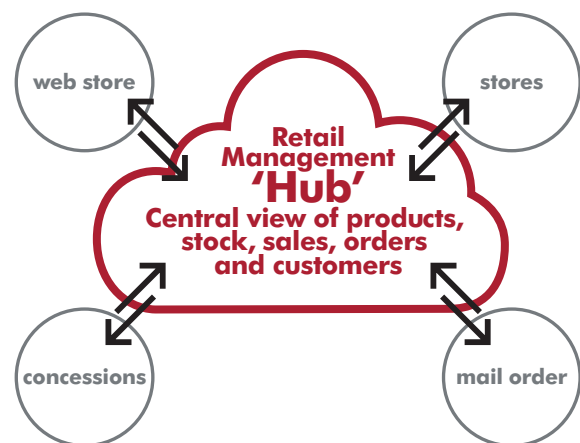 web store
stores
Retail
Management
‘Hub’
Central view of products,
stock, sales, orders
and customers
concessions
mail order